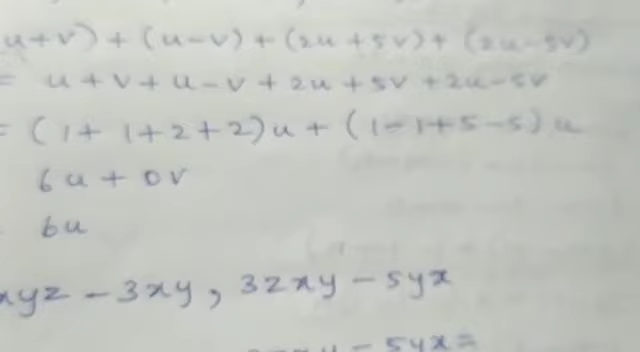 u+v) + (u-v) + (2u+5v) + (2u-5v)
= u+v+u-v+2u+5v+2u-5v
= (1+1+2+2)u + (1-1+5-5)u
6u + 0v
6u
xyz - 3xy, 3zxy - 5yx
- 5yx =